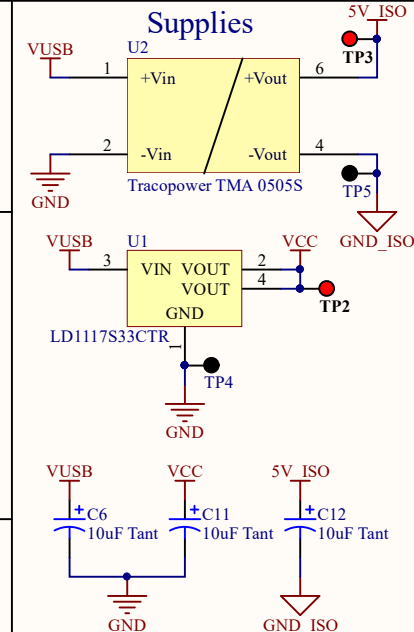 Supplies
5V_ISO
VUSB
U2
TP3
1
+Vin
+Vout
6
2
-Vin
-Vout
4
TP5
GND
Tracopower TMA 0505S
GND_ISO
VUSB
U1
VCC
3
VIN
VOUT
2
VOUT
4
GND
TP2
LD1117S33CTR
1
TP4
GND
VUSB
VCC
5V_ISO
+
C6
10uF Tant
+
C11
10uF Tant
+
C12
10uF Tant
GND
GND_ISO